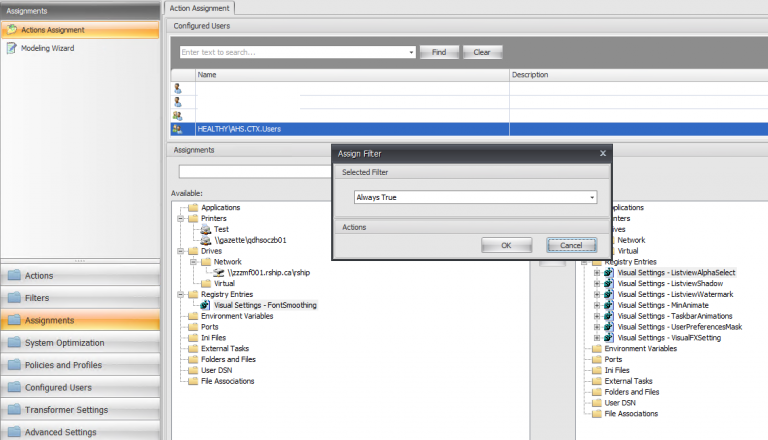 Assignments
Actions Assignment
Modeling Wizard
Actions
Filters
Assignments
System Optimization
Policies and Profiles
Configured Users
Transformer Settings
Advanced Settings
Action Assignment
Configured Users
Enter text to search...
Find
Clear
Name
Description
HEALTHY\AHS.CTX.Users
Assignments
Available:
Applications
Printers
Test
\\gazette\qdhsoczb01
Drives
Network
\\zzzmf001.rship.ca\rship
Virtual
Registry Entries
Visual Settings - FontSmoothing
Environment Variables
Ports
Ini Files
External Tasks
Folders and Files
User DSN
File Associations
Assign Filter
X
Selected Filter
Always True
Actions
OK
Cancel
Network
Virtual
Registry Entries
Visual Settings - ListviewAlphaSelect
Visual Settings - ListviewShadow
Visual Settings - ListviewWatermark
Visual Settings - MinAnimate
Visual Settings - TaskbarAnimations
Visual Settings - UserPreferencesMask
Visual Settings - VisualFXSetting
Environment Variables
Ports
Ini Files
External Tasks
Folders and Files
User DSN
File Associations